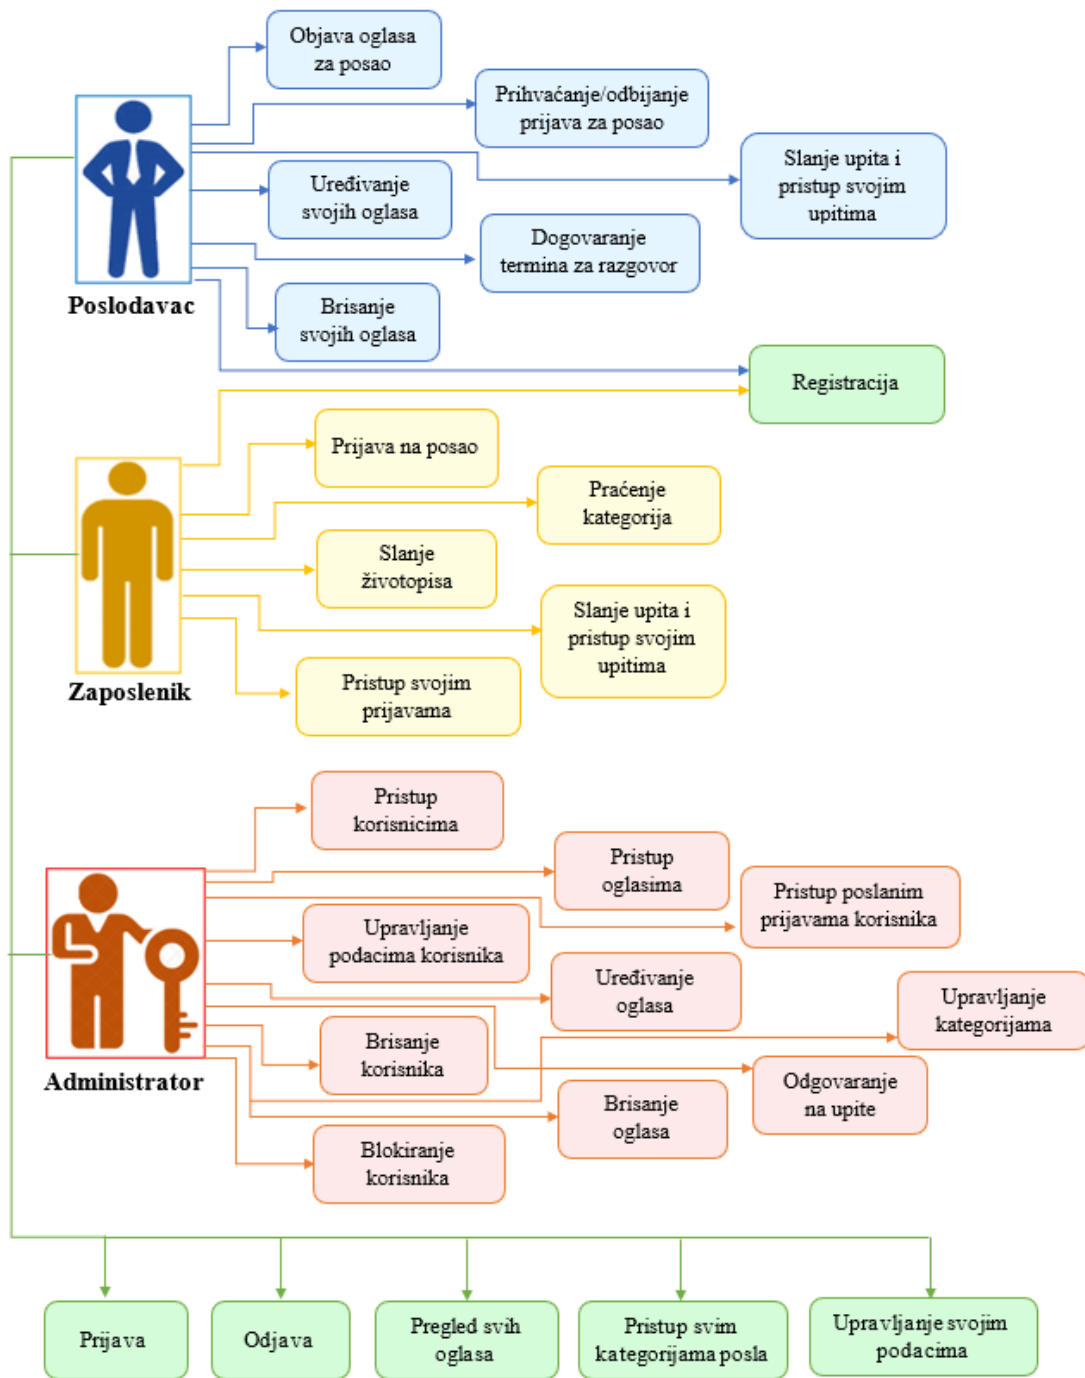 Objava oglasa
za posao
Prihvaćanje/odbijanje
prijava za posao
Slanje upita i
pristup svojim
upitima
Uređivanje
svojih oglasa
Dogovaranje
termina za razgovor
Poslodavac
Brisanje
svojih oglasa
Registracija
Prijava na posao
Praćenje
kategorija
Slanje
životopisa
Slanje upita i
pristup svojim
upitima
Zaposlenik
Pristup svojim
prijavama
Pristup
korisnicima
Pristup
oglasima
Pristup poslanim
prijavama korisnika
Upravljanje
podacima korisnika
Uređivanje
oglasa
Upravljanje
kategorijama
Brisanje
korisnika
Administrator
Odgovaranje
na upite
Brisanje
oglasa
Blokiranje
korisnika
Prijava
Odjava
Pregled svih
oglasa
Pristup svim
kategorijama posla
Upravljanje svojim
podacima